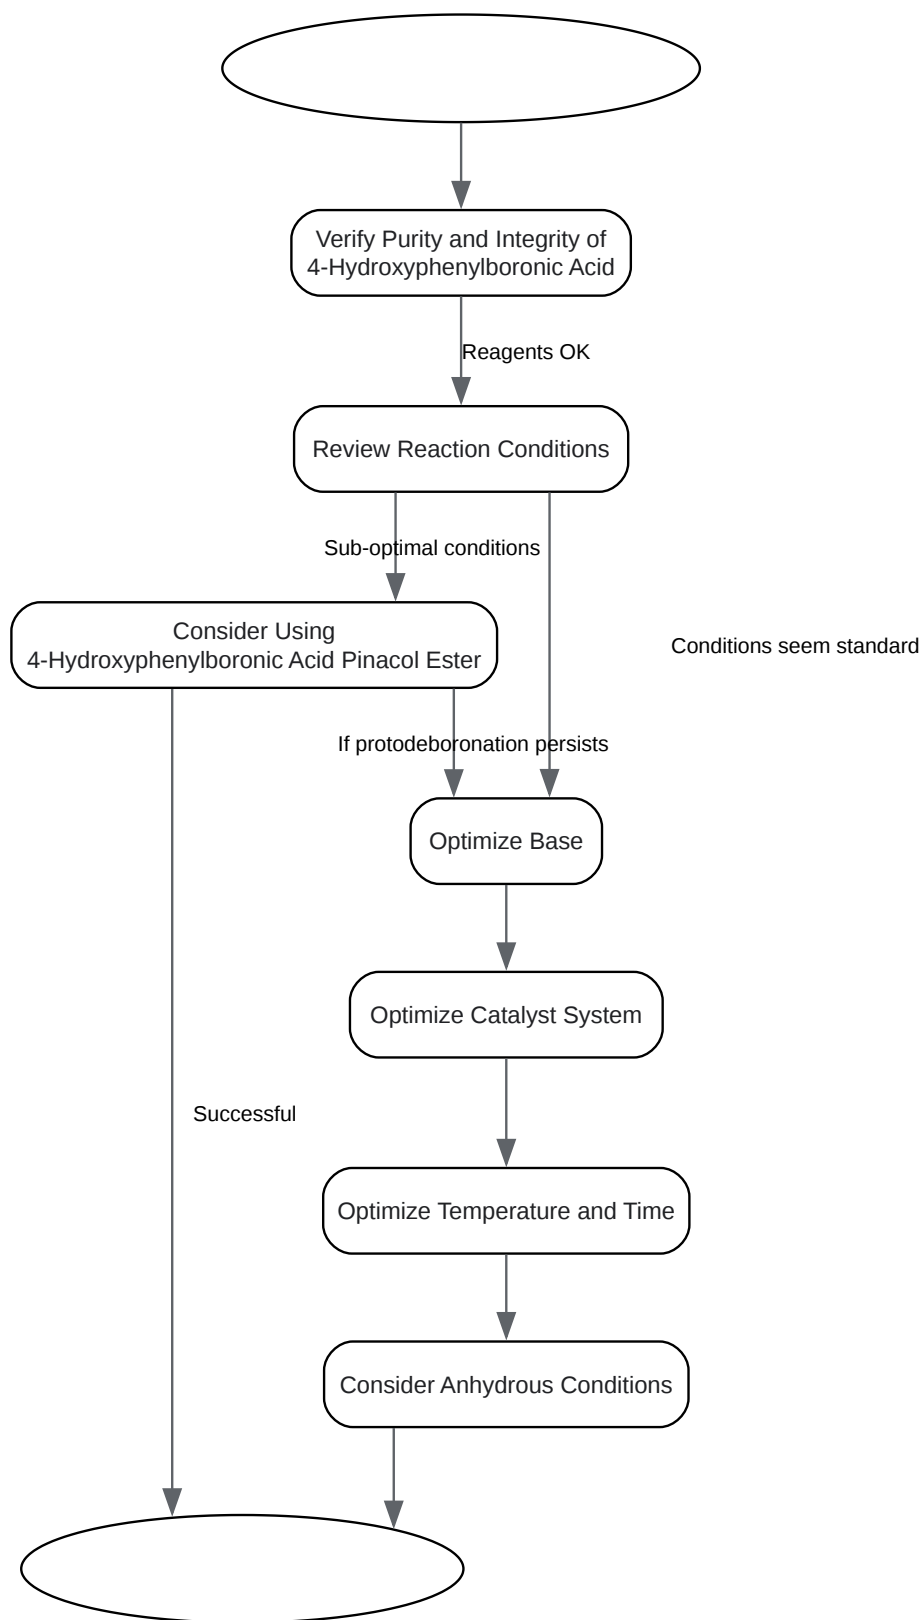 Verify Purity and Integrity of
4-Hydroxyphenylboronic Acid
Reagents OK
Review Reaction Conditions
Sub-optimal conditions
Consider Using
4-Hydroxyphenylboronic Acid Pinacol Ester
Conditions seem standard
If protodeboronation persists
Optimize Base
Optimize Catalyst System
Successful
Optimize Temperature and Time
Consider Anhydrous Conditions